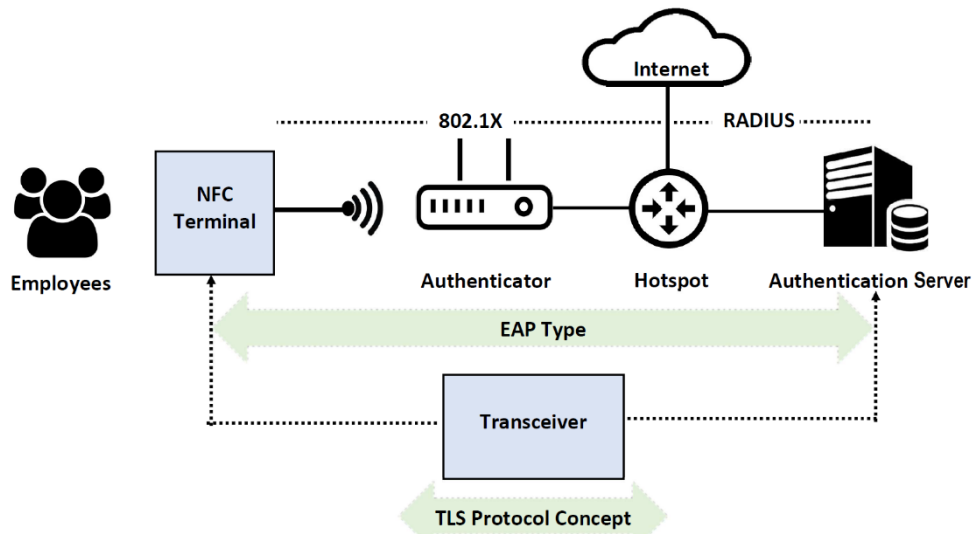 Internet
802.1X
RADIUS
NFC
Terminal
Employees
Authenticator
Hotspot
Authentication Server
EAP Type
Transceiver
TLS Protocol Concept